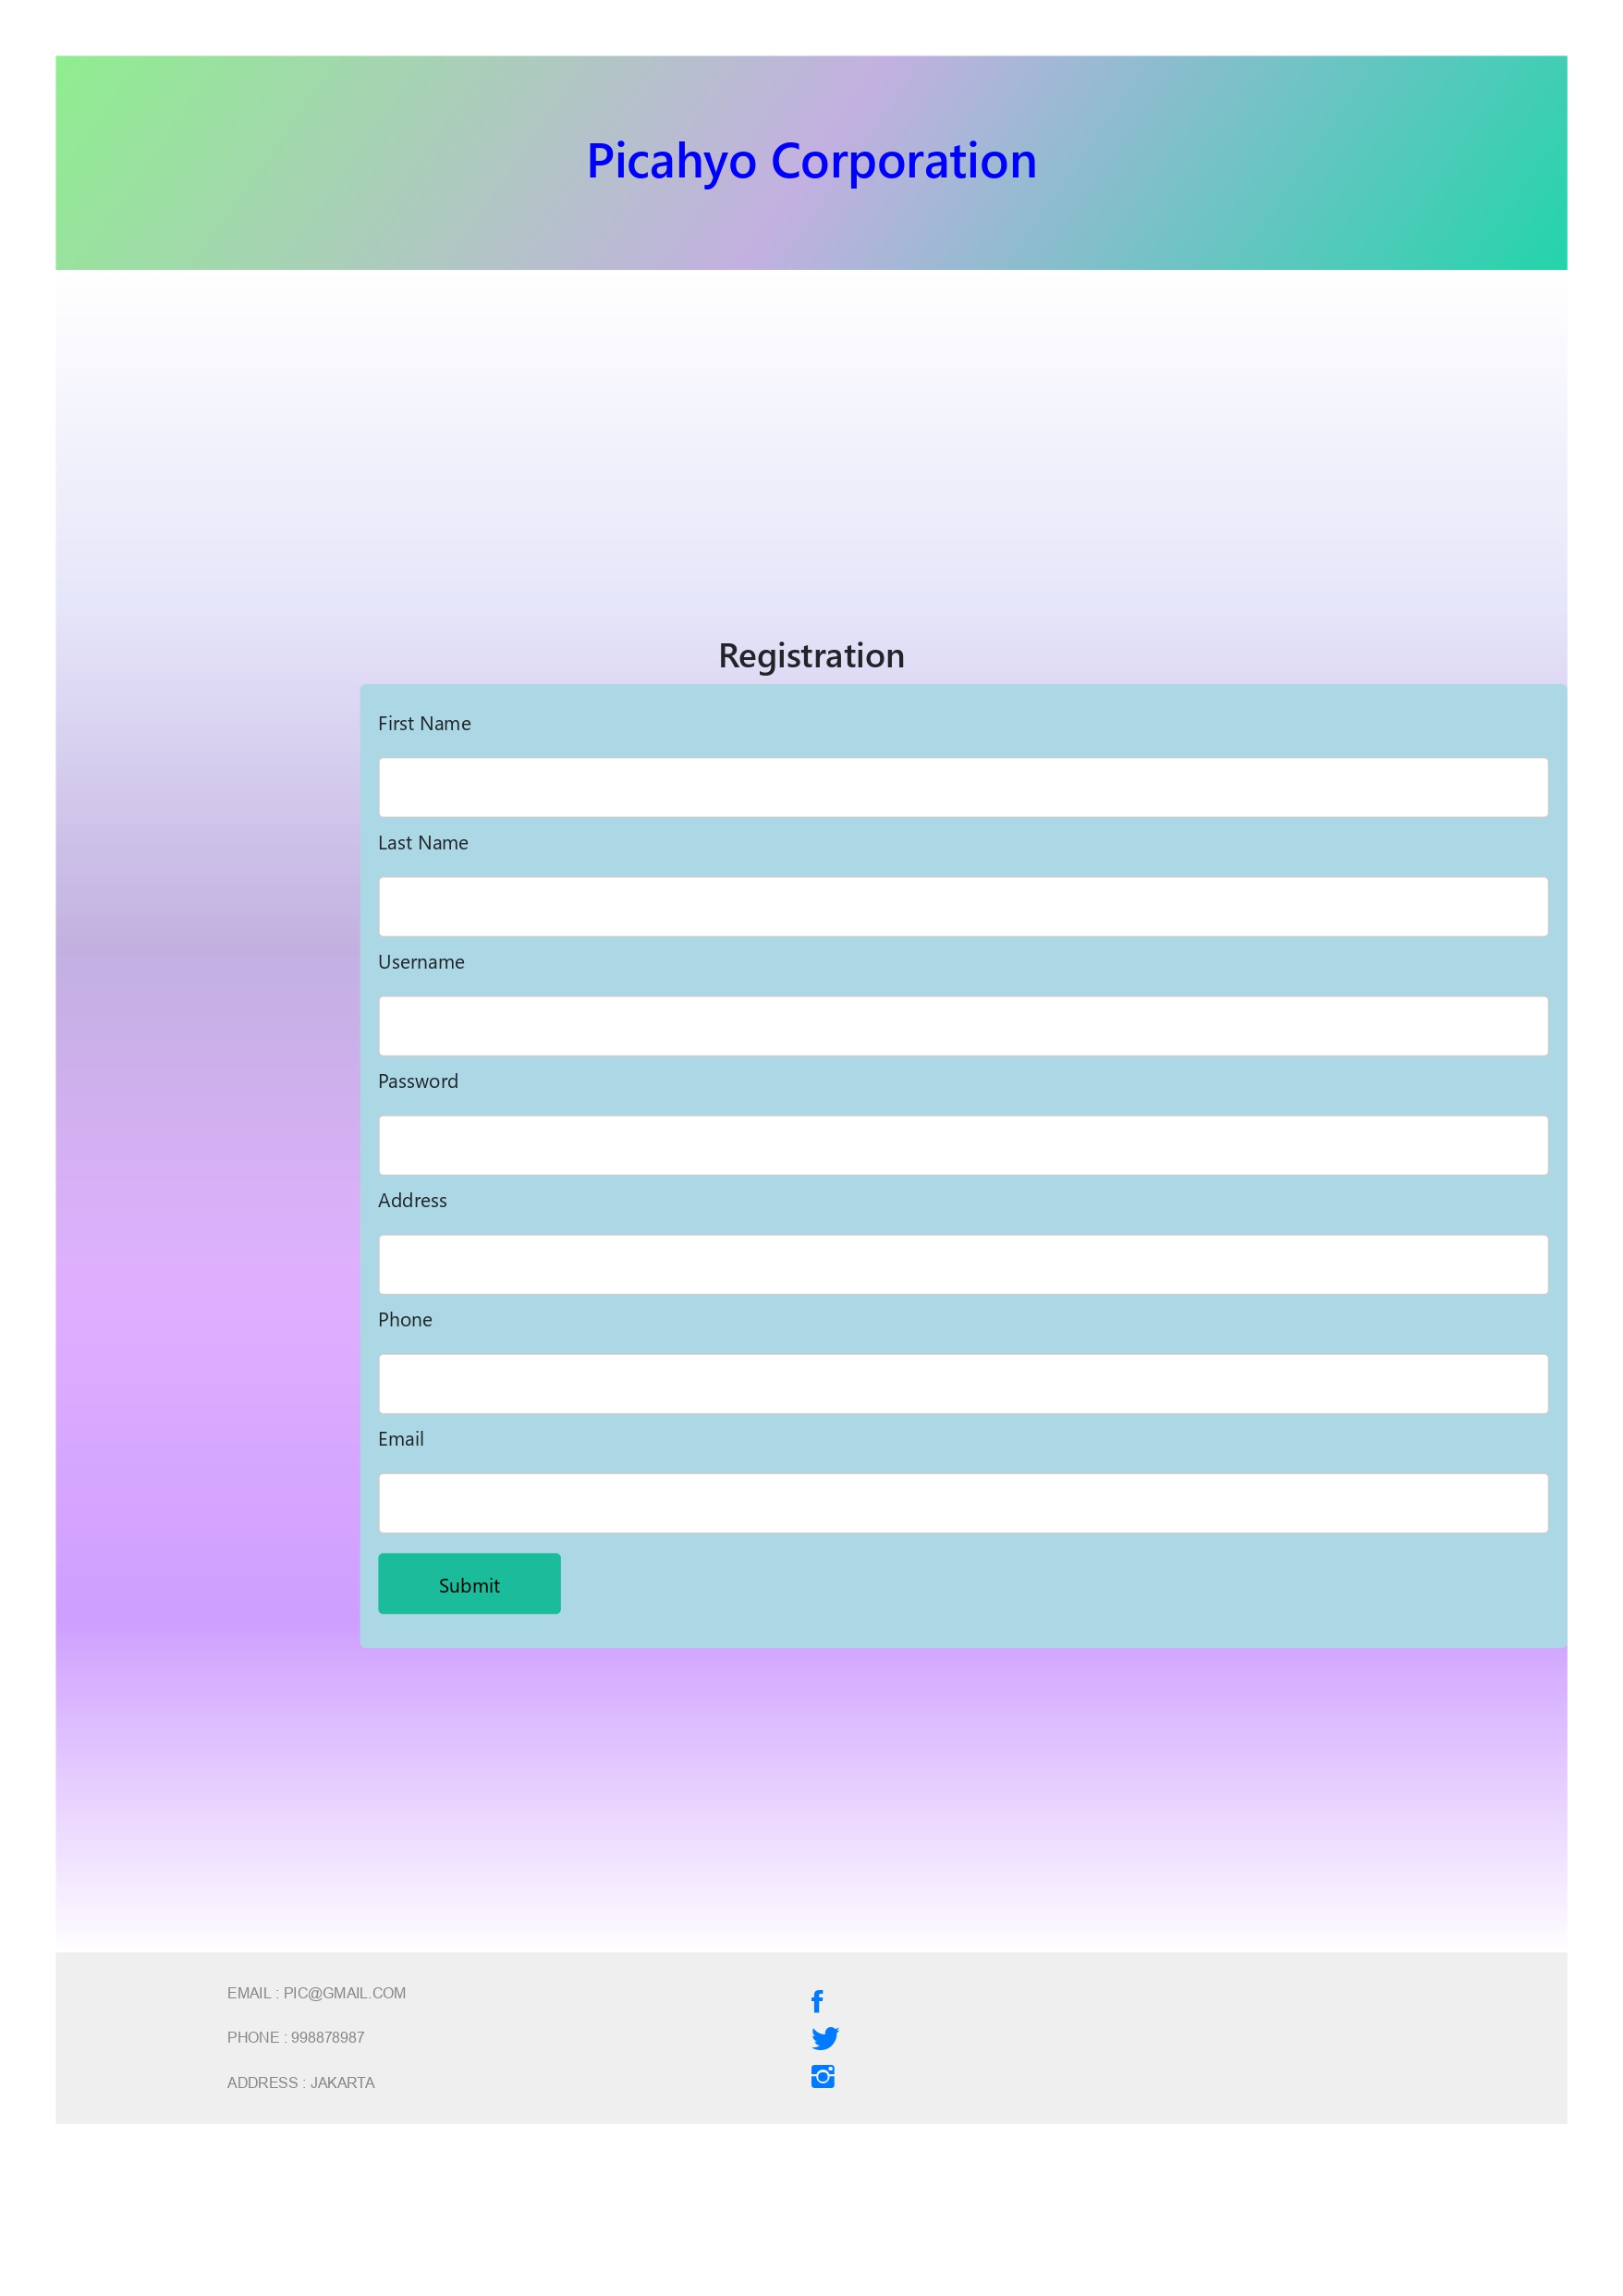 Picahyo Corporation
Registration
First Name
Last Name
Username
Password
Address
Phone
Email
Submit
EMAIL : PIC@GMAIL.COM
PHONE : 998878987
ADDRESS : JAKARTA